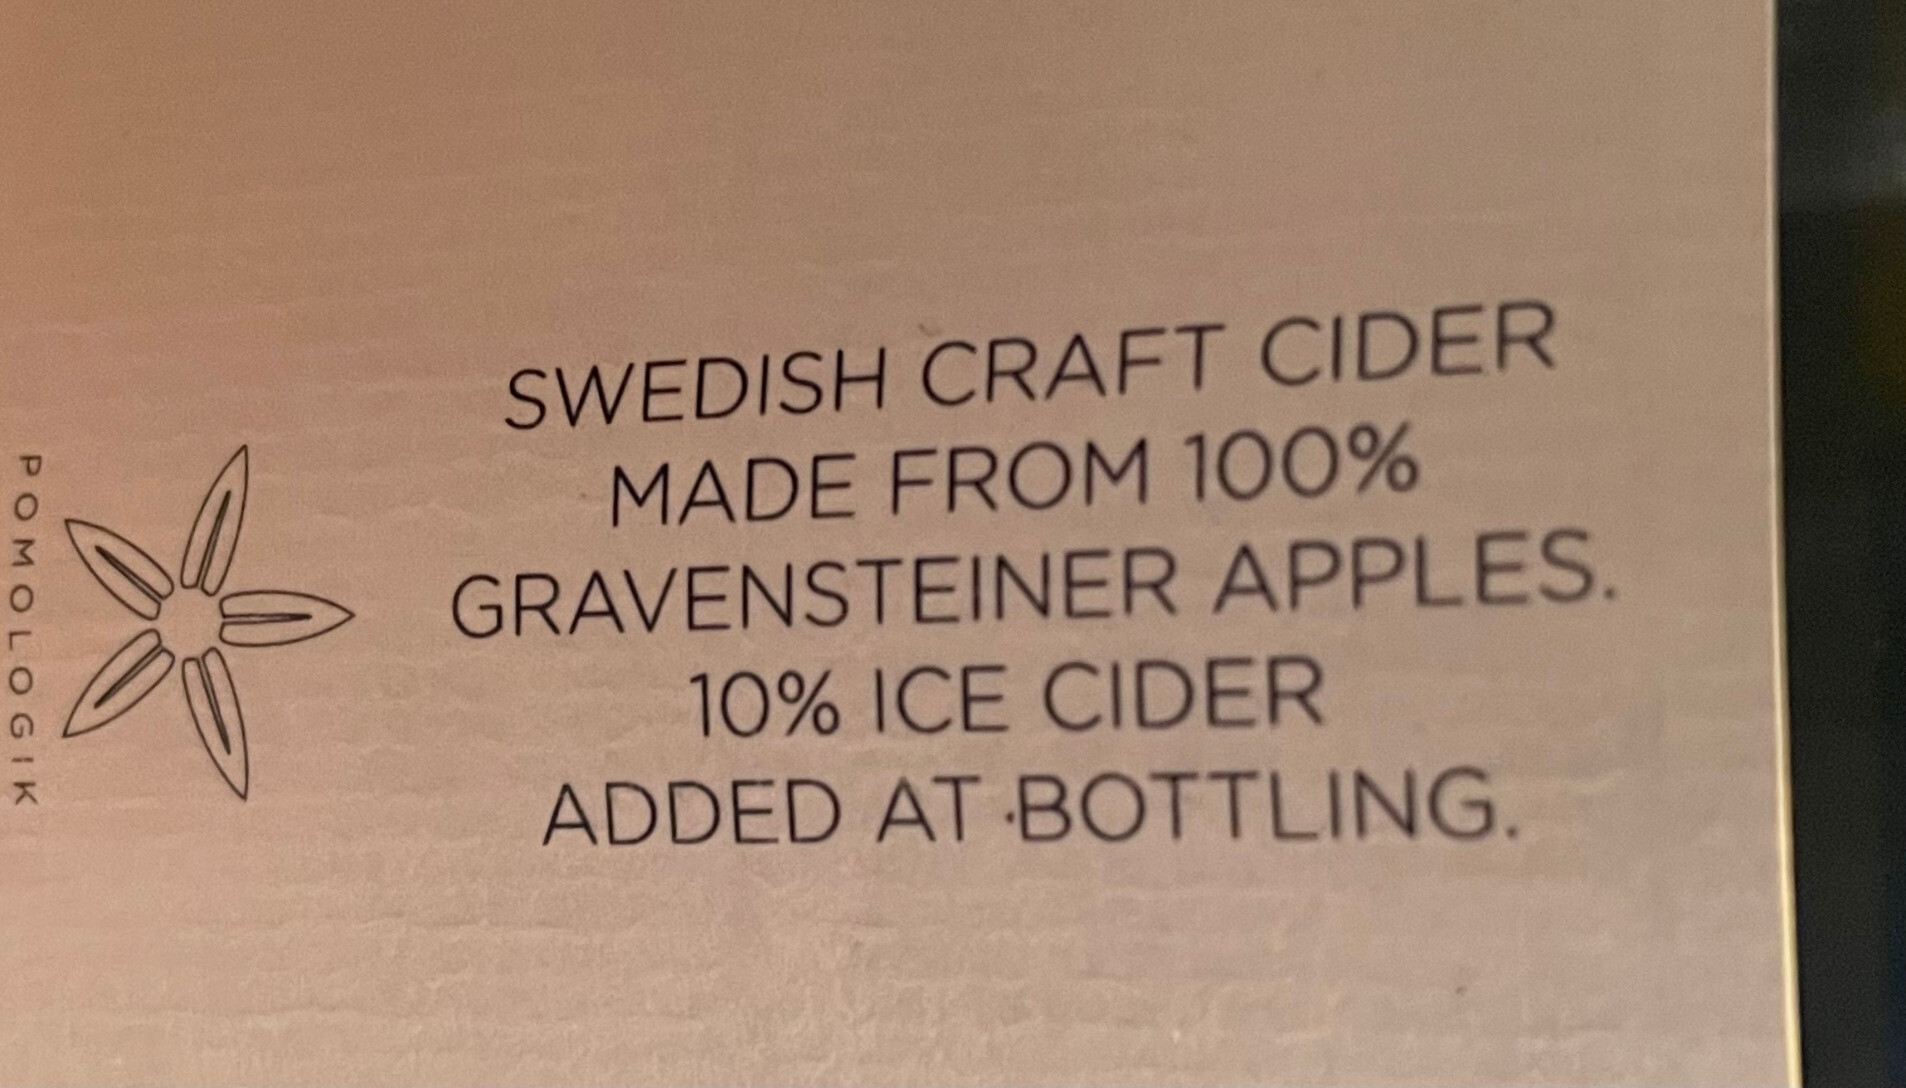 POMOLOGIK
SWEDISH CRAFT CIDER
MADE FROM 100%
GRAVENSTEINER APPLES.
10% ICE CIDER
ADDED AT BOTTLING.